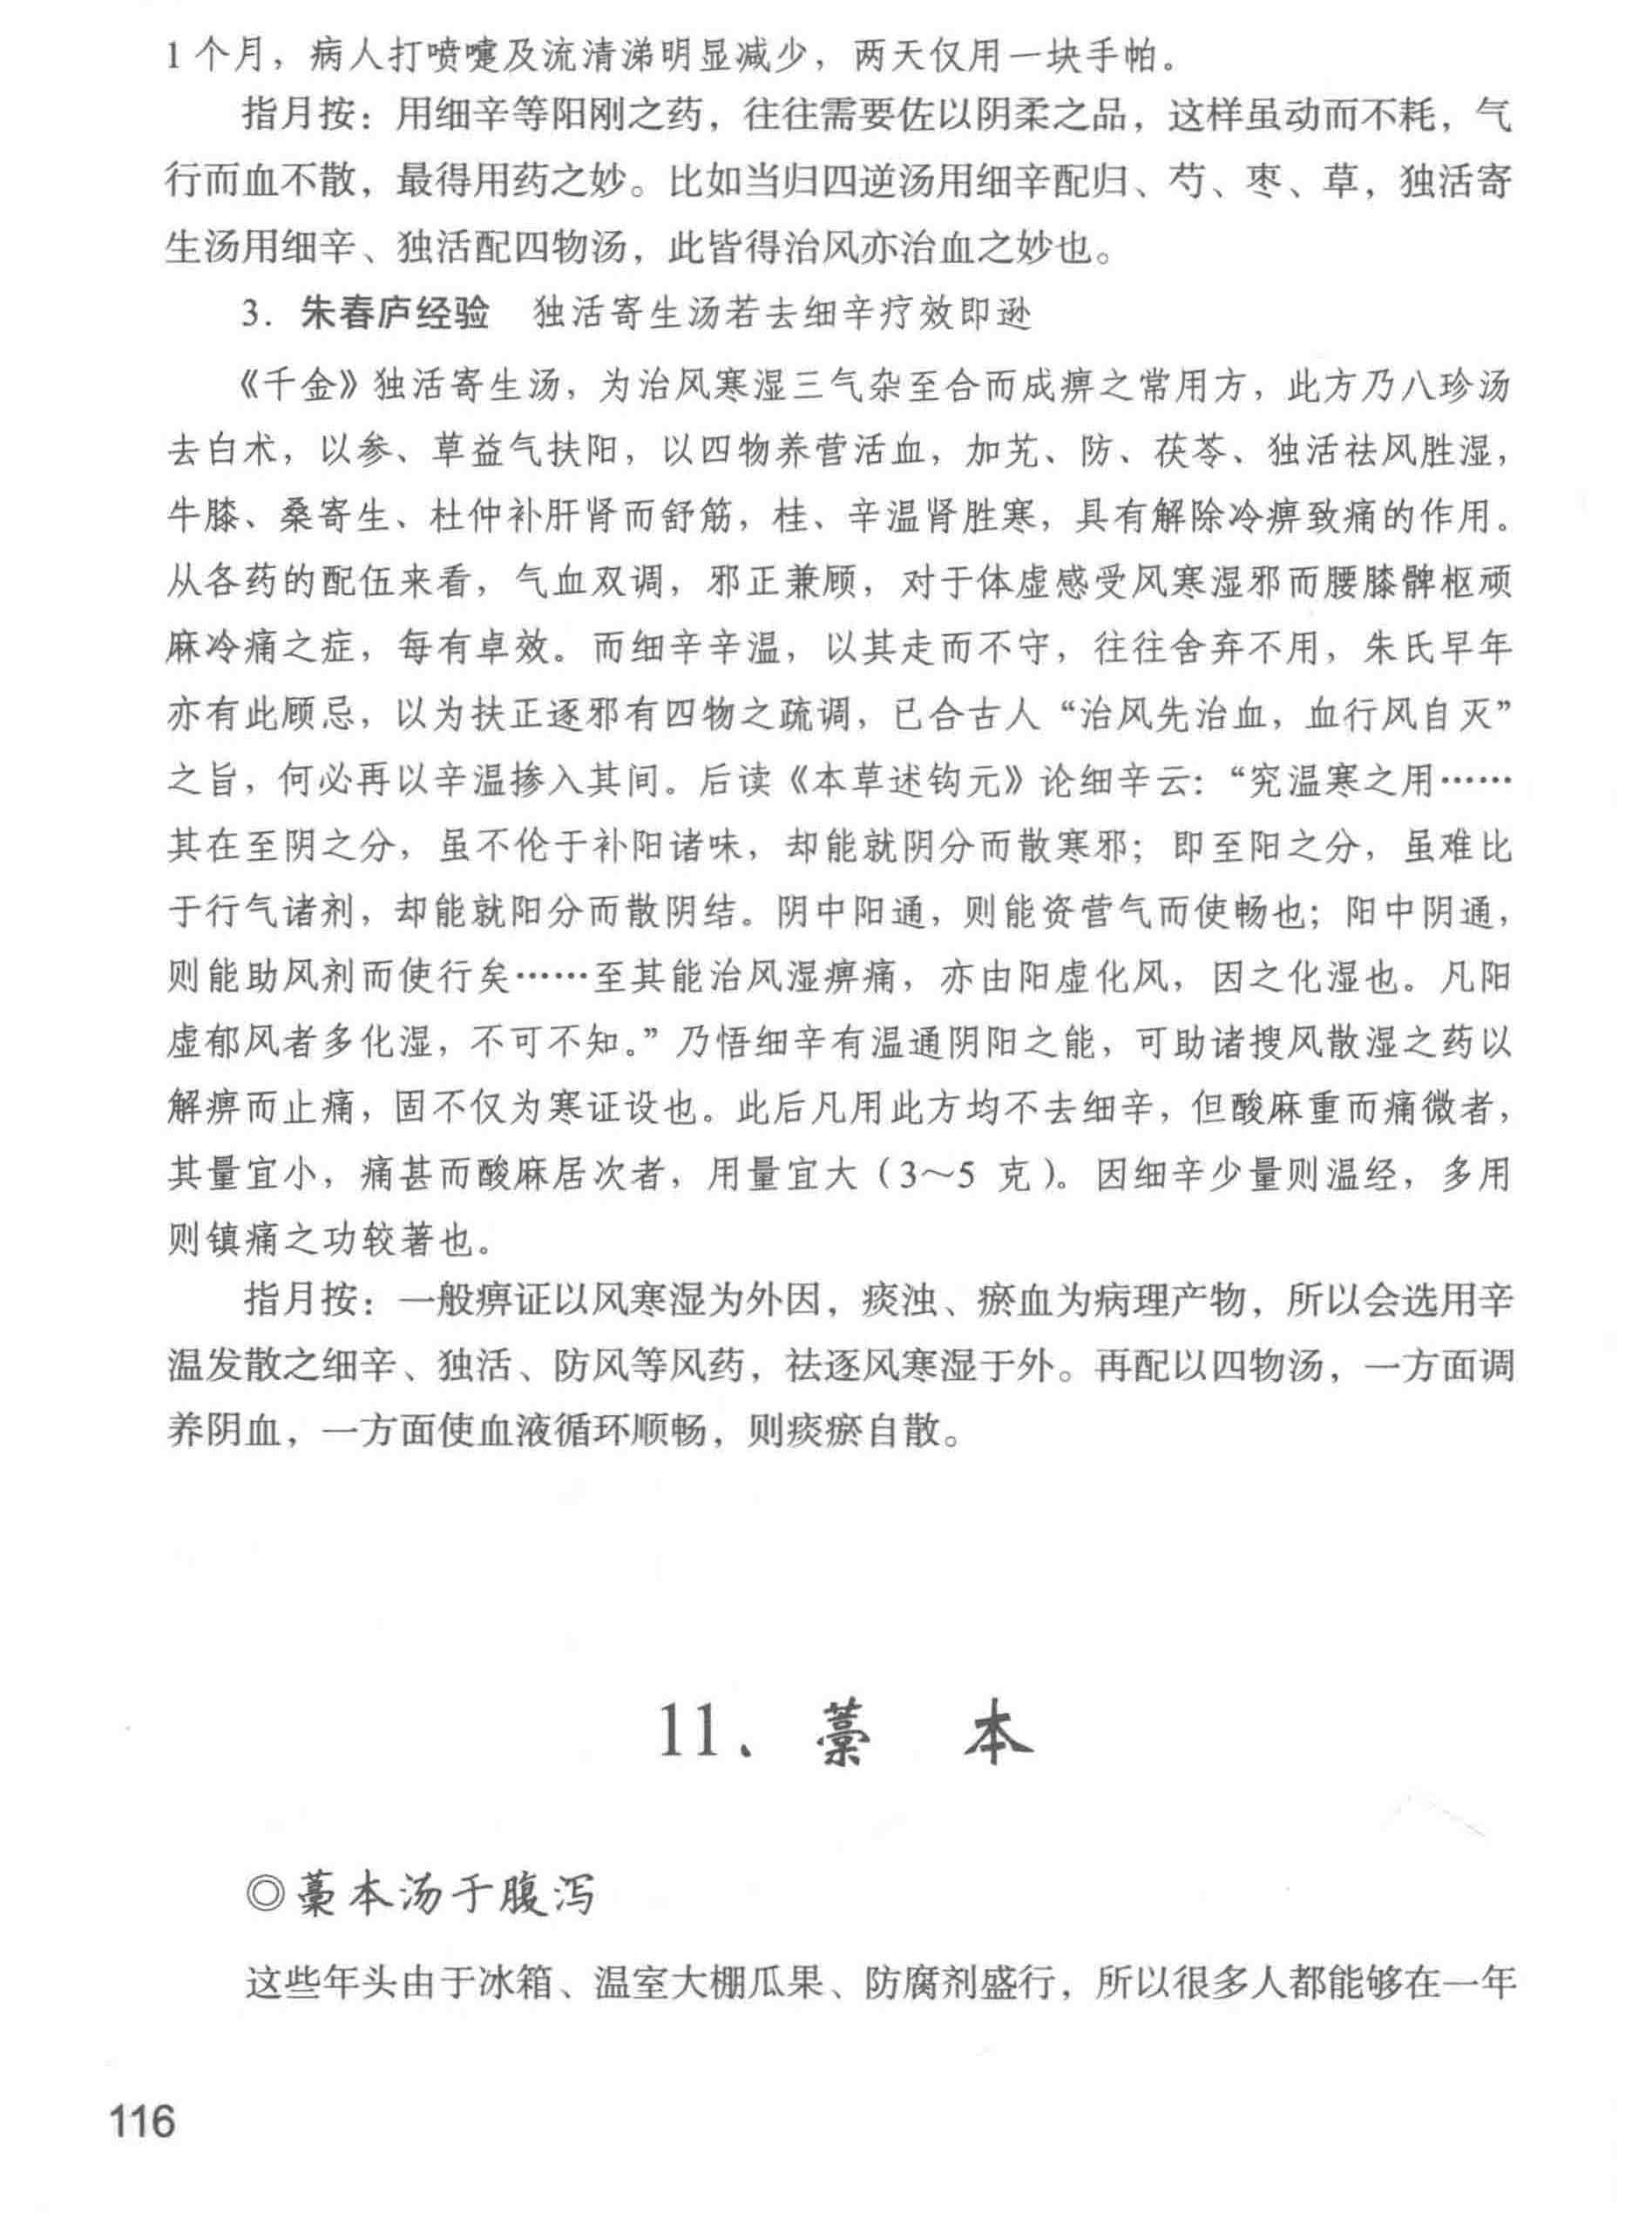 1 个月，病人打喷嚏及流清涕明显减少，两天仅用一块手帕。
指月按：用细辛等阳刚之药，往往需要佐以阴柔之品，这样虽动而不耗，气
行而血不散，最得用药之妙。比如当归四逆汤用细辛配归、芍、枣、草，独活寄
生汤用细辛、独活配四物汤，此皆得治风亦治血之妙也。
3．朱春庐经验 独活寄生汤若去细辛疗效即逊
《千金》独活寄生汤，为治风寒湿三气杂至合而成痹之常用方，此方乃八珍汤
去白术，以参、草益气扶阳，以四物养营活血，加艽、防、茯苓、独活祛风胜湿，
牛膝、桑寄生、杜仲补肝肾而舒筋，桂、辛温肾胜寒，具有解除冷痹致痛的作用。
从各药的配伍来看，气血双调，邪正兼顾，对于体虚感受风寒湿邪而腰膝髀枢顽
麻冷痛之症，每有卓效。而细辛辛温，以其走而不守，往往舍弃不用，朱氏早年
亦有此顾忌，以为扶正逐邪有四物之疏调，已合古人“治风先治血，血行风自灭”
之旨，何必再以辛温掺入其间。后读《本草述钩元》论细辛云：“究温寒之用……
其在至阴之分，虽不伦于补阳诸味，却能就阴分而散寒邪；即至阳之分，虽难比
于行气诸剂，却能就阳分而散阴结。阴中阳通，则能资营气而使畅也；阳中阴通，
则能助风剂而使行矣……至其能治风湿痹痛，亦由阳虚化风，因之化湿也。凡阳
虚郁风者多化湿，不可不知。”乃悟细辛有温通阴阳之能，可助诸搜风散湿之药以
解痹而止痛，固不仅为寒证设也。此后凡用此方均不去细辛，但酸麻重而痛微者，
其量宜小，痛甚而酸麻居次者，用量宜大（3～5 克）。因细辛少量则温经，多用
则镇痛之功较著也。
指月按：一般痹证以风寒湿为外因，痰浊、瘀血为病理产物，所以会选用辛
温发散之细辛、独活、防风等风药，祛逐风寒湿于外。再配以四物汤，一方面调
养阴血，一方面使血液循环顺畅，则痰瘀自散。
11、藁 本
◎藁本汤于腹泻
这些年头由于冰箱、温室大棚瓜果、防腐剂盛行，所以很多人都能够在一年
116